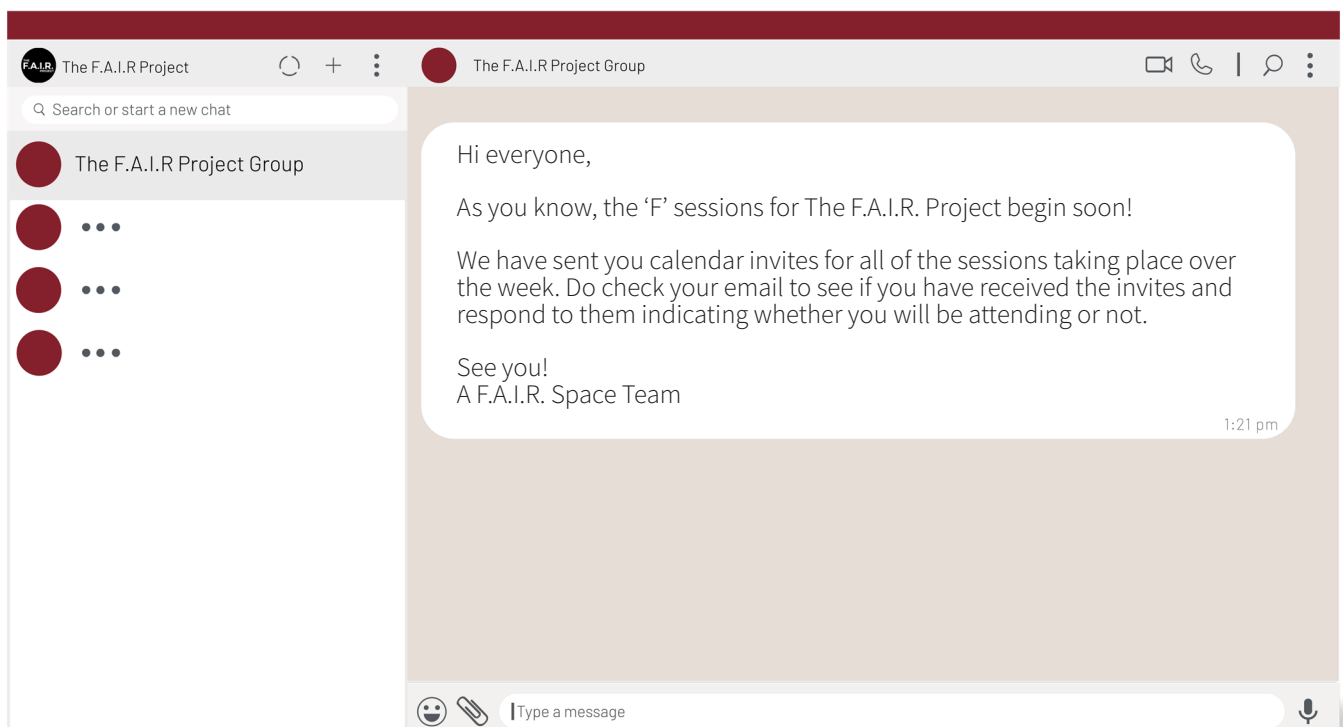 THE
F.A.I.R.
PROJECT
The F.A.I.R Project
Search or start a new chat
The F.A.I.R Project Group
The F.A.I.R Project Group
Hi everyone,
As you know, the ‘F’ sessions for The F.A.I.R. Project begin soon!
We have sent you calendar invites for all of the sessions taking place over
the week. Do check your email to see if you have received the invites and
respond to them indicating whether you will be attending or not.
See you!
A F.A.I.R. Space Team
1:21 pm
Type a message